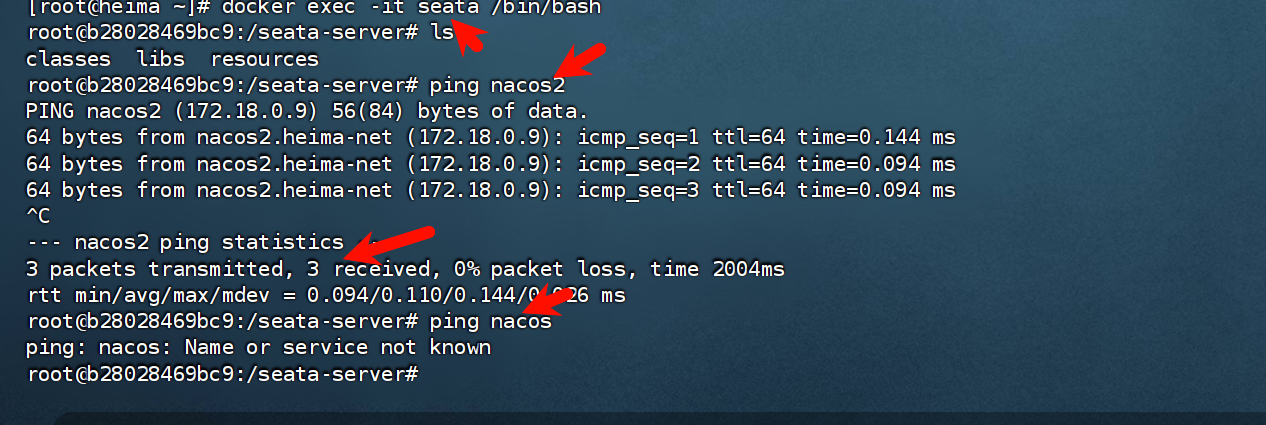 [root@heima ~]# docker exec -it seata /bin/bash
root@b28028469bc9:/seata-server# ls
classes  libs  resources
root@b28028469bc9:/seata-server# ping nacos2
PING nacos2 (172.18.0.9) 56(84) bytes of data.
64 bytes from nacos2.heima-net (172.18.0.9): icmp_seq=1 ttl=64 time=0.144 ms
64 bytes from nacos2.heima-net (172.18.0.9): icmp_seq=2 ttl=64 time=0.094 ms
64 bytes from nacos2.heima-net (172.18.0.9): icmp_seq=3 ttl=64 time=0.094 ms
^C
--- nacos2 ping statistics
3 packets transmitted, 3 received, 0% packet loss, time 2004ms
rtt min/avg/max/mdev = 0.094/0.110/0.144/ ms
root@b28028469bc9:/seata-server# ping nacos
ping: nacos: Name or service not known
root@b28028469bc9:/seata-server#